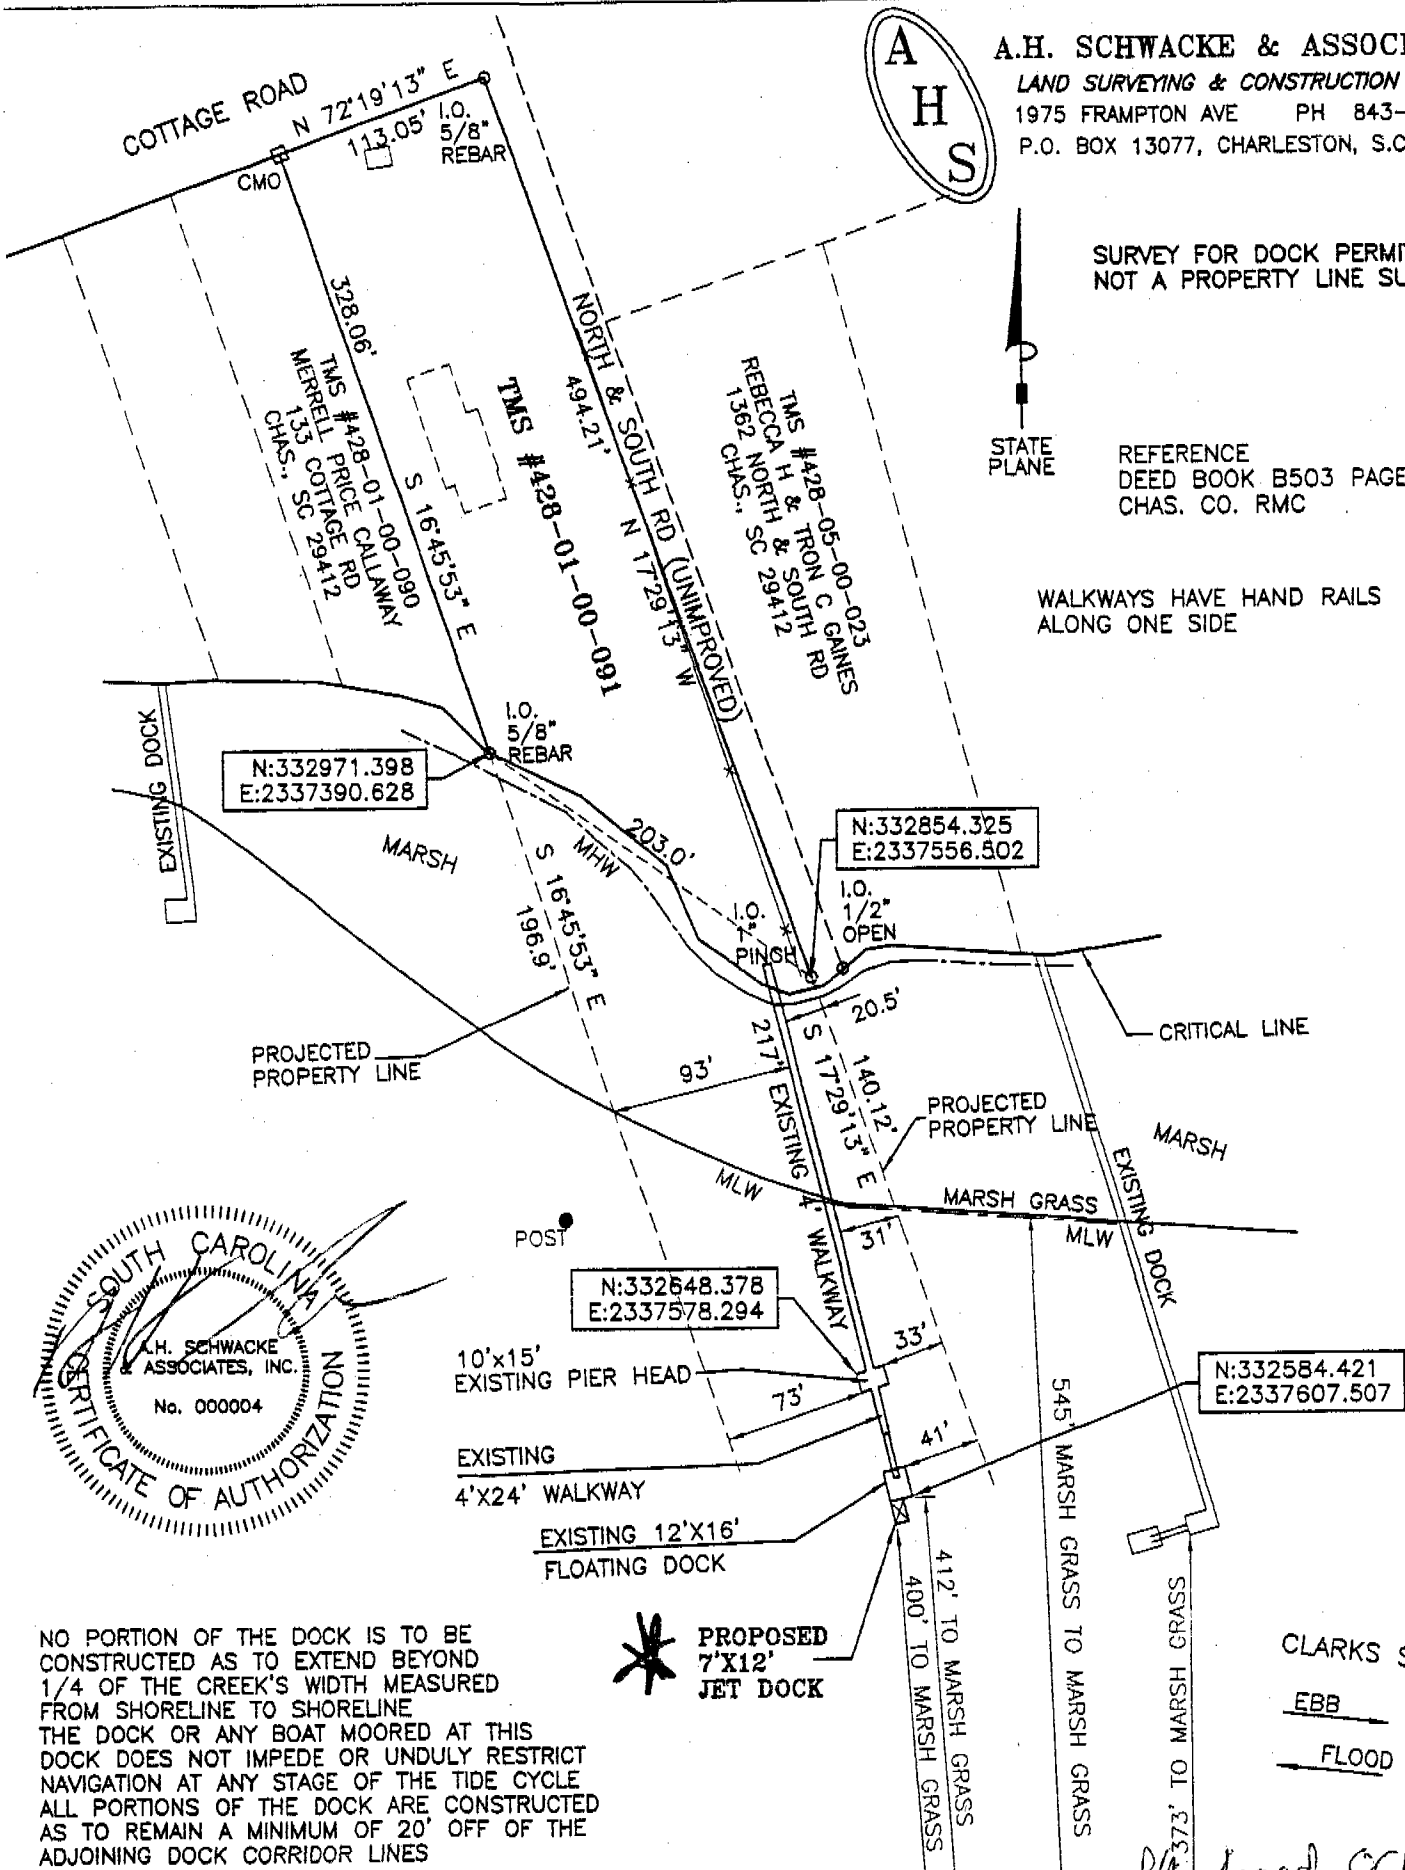 A
H
S
A.H. SCHWACKE & ASSOCI
LAND SURVEYING & CONSTRUCTION
1975 FRAMPTON AVE PH 843-
P.O. BOX 13077, CHARLESTON, S.C
SURVEY FOR DOCK PERMIT
NOT A PROPERTY LINE SU
STATE
PLANE
REFERENCE
DEED BOOK B503 PAGE
CHAS. CO. RMC
WALKWAYS HAVE HAND RAILS
ALONG ONE SIDE
COTTAGE ROAD
N 72°19'13" E
113.05'
I.O.
5/8"
REBAR
CMO
328.06'
S 16°45'53" E
TMS #428-01-00-090
MERRELL PRICE CALLAWAY
133 COTTAGE RD
CHAS., SC 29412
TMS #428-01-00-091
NORTH & SOUTH RD (UNIMPROVED)
494.21'
N 17°29'13" W
TMS #428-05-00-023
REBECCA H & TRON C GAINES
1362 NORTH & SOUTH RD
CHAS., SC 29412
EXISTING DOCK
I.O.
5/8"
REBAR
N:332971.398
E:2337390.628
MARSH
MHW
203.0'
N:332854.325
E:2337556.502
I.O.
1"
PINCH
I.O.
1/2"
OPEN
S 16°45'53" E
196.9'
20.5'
CRITICAL LINE
PROJECTED
PROPERTY LINE
93'
217' EXISTING 4' WALKWAY
S 17°29'13" E
140.12'
PROJECTED
PROPERTY LINE
MARSH
EXISTING DOCK
MLW
MARSH GRASS
MLW
POST
31'
N:332648.378
E:2337578.294
33'
10'x15'
EXISTING PIER HEAD
73'
N:332584.421
E:2337607.507
41'
EXISTING
4'X24' WALKWAY
EXISTING 12'X16'
FLOATING DOCK
SOUTH CAROLINA
A.H. SCHWACKE
& ASSOCIATES, INC.
No. 000004
CERTIFICATE OF AUTHORIZATION
545' MARSH GRASS TO MARSH GRASS
412' TO MARSH GRASS
400' TO MARSH GRASS
373' TO MARSH GRASS
PROPOSED
7'X12'
JET DOCK
CLARKS S
EBB
FLOOD
NO PORTION OF THE DOCK IS TO BE
CONSTRUCTED AS TO EXTEND BEYOND
1/4 OF THE CREEK'S WIDTH MEASURED
FROM SHORELINE TO SHORELINE
THE DOCK OR ANY BOAT MOORED AT THIS
DOCK DOES NOT IMPEDE OR UNDULY RESTRICT
NAVIGATION AT ANY STAGE OF THE TIDE CYCLE
ALL PORTIONS OF THE DOCK ARE CONSTRUCTED
AS TO REMAIN A MINIMUM OF 20' OFF OF THE
ADJOINING DOCK CORRIDOR LINES